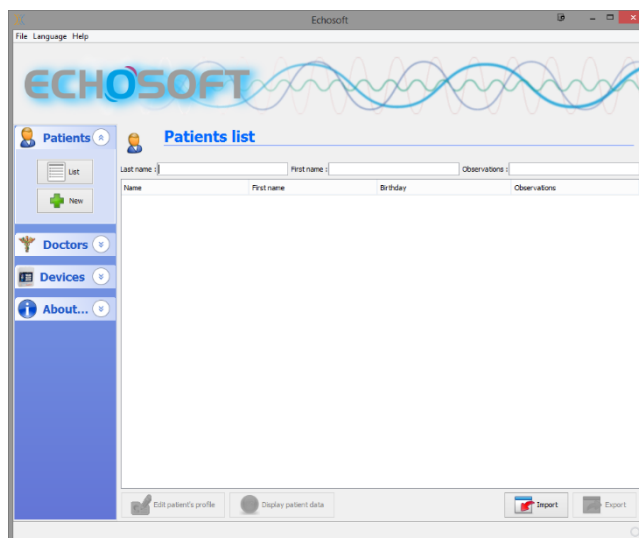 Echosoft
File Language Help
ECHOSOFT
Patients
List
New
Doctors
Devices
About...
Patients list
Last name : First name : Observations :
Name First name Birthday Observations
Edit patient's profile Display patient data Import Export